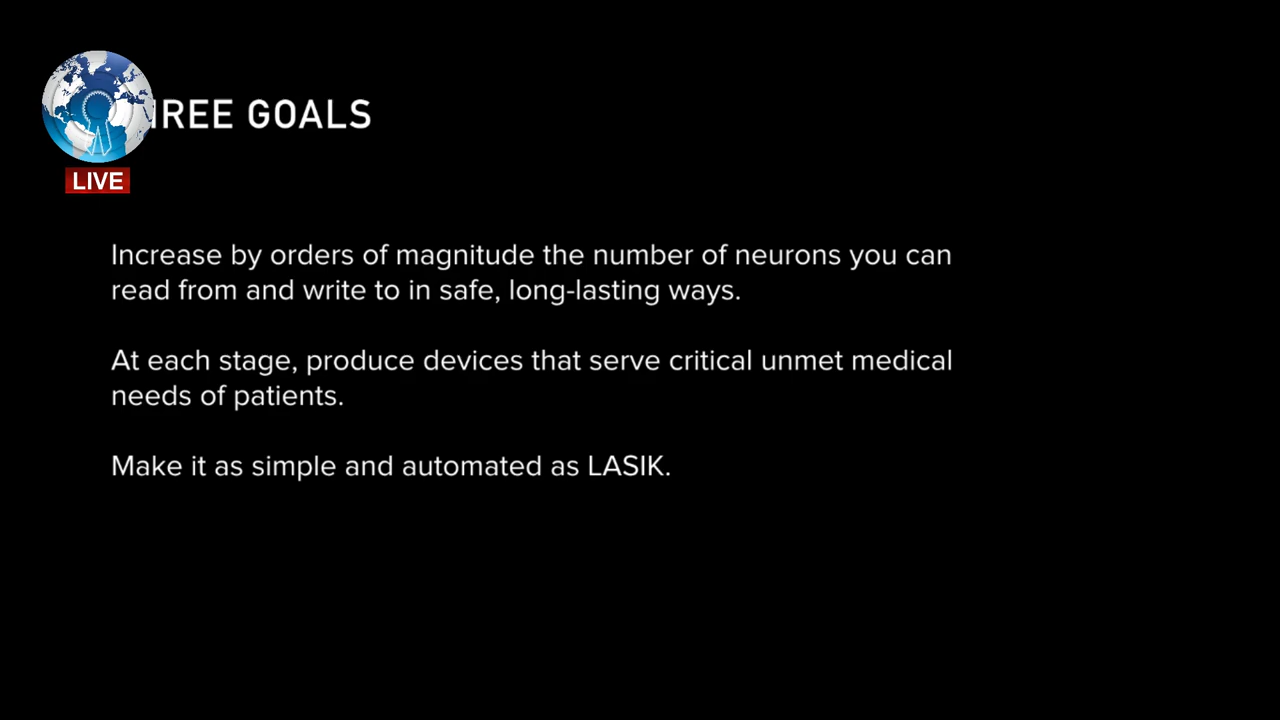 HREE GOALS
LIVE
Increase by orders of magnitude the number of neurons you can
read from and write to in safe, long-lasting ways.
At each stage, produce devices that serve critical unmet medical
needs of patients.
Make it as simple and automated as LASIK.